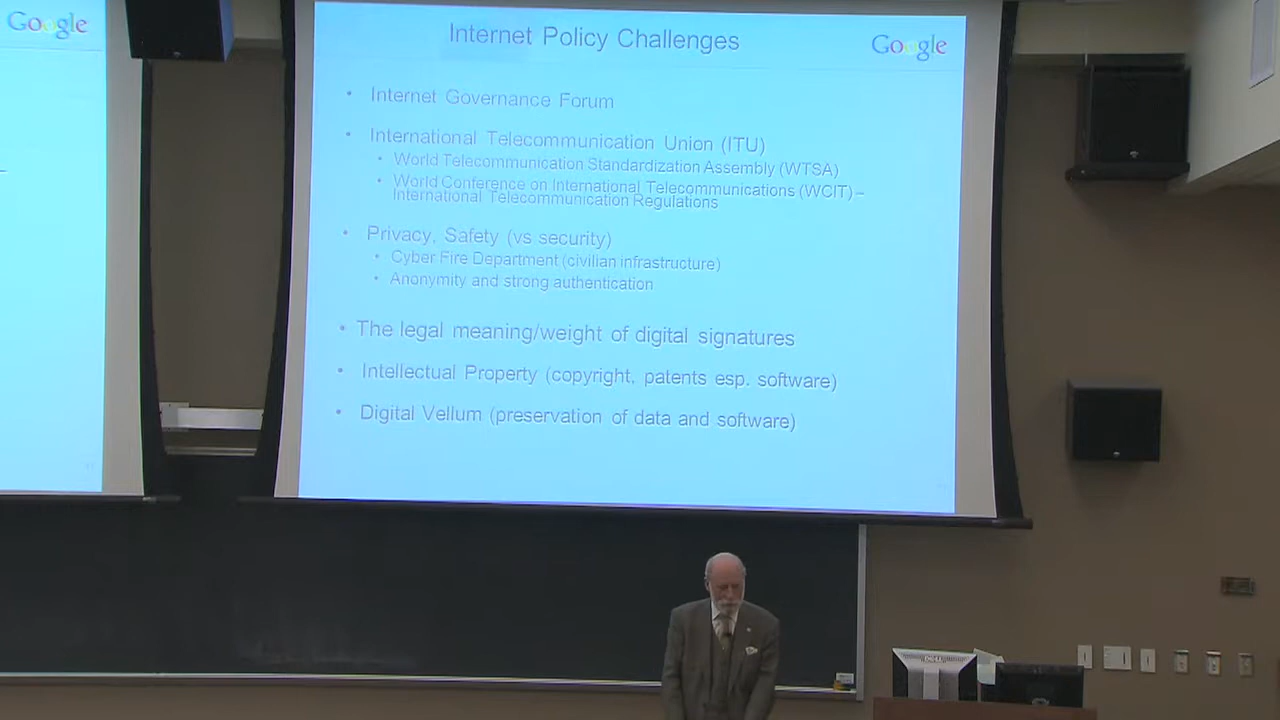 Google
Internet Policy Challenges
Google
• Internet Governance Forum
• International Telecommunication Union (ITU)
• World Telecommunication Standardization Assembly (WTSA)
• World Conference on International Telecommunications (WCIT) –
International Telecommunication Regulations
• Privacy, Safety (vs security)
• Cyber Fire Department (civilian infrastructure)
• Anonymity and strong authentication
• The legal meaning/weight of digital signatures
• Intellectual Property (copyright, patents esp. software)
• Digital Vellum (preservation of data and software)